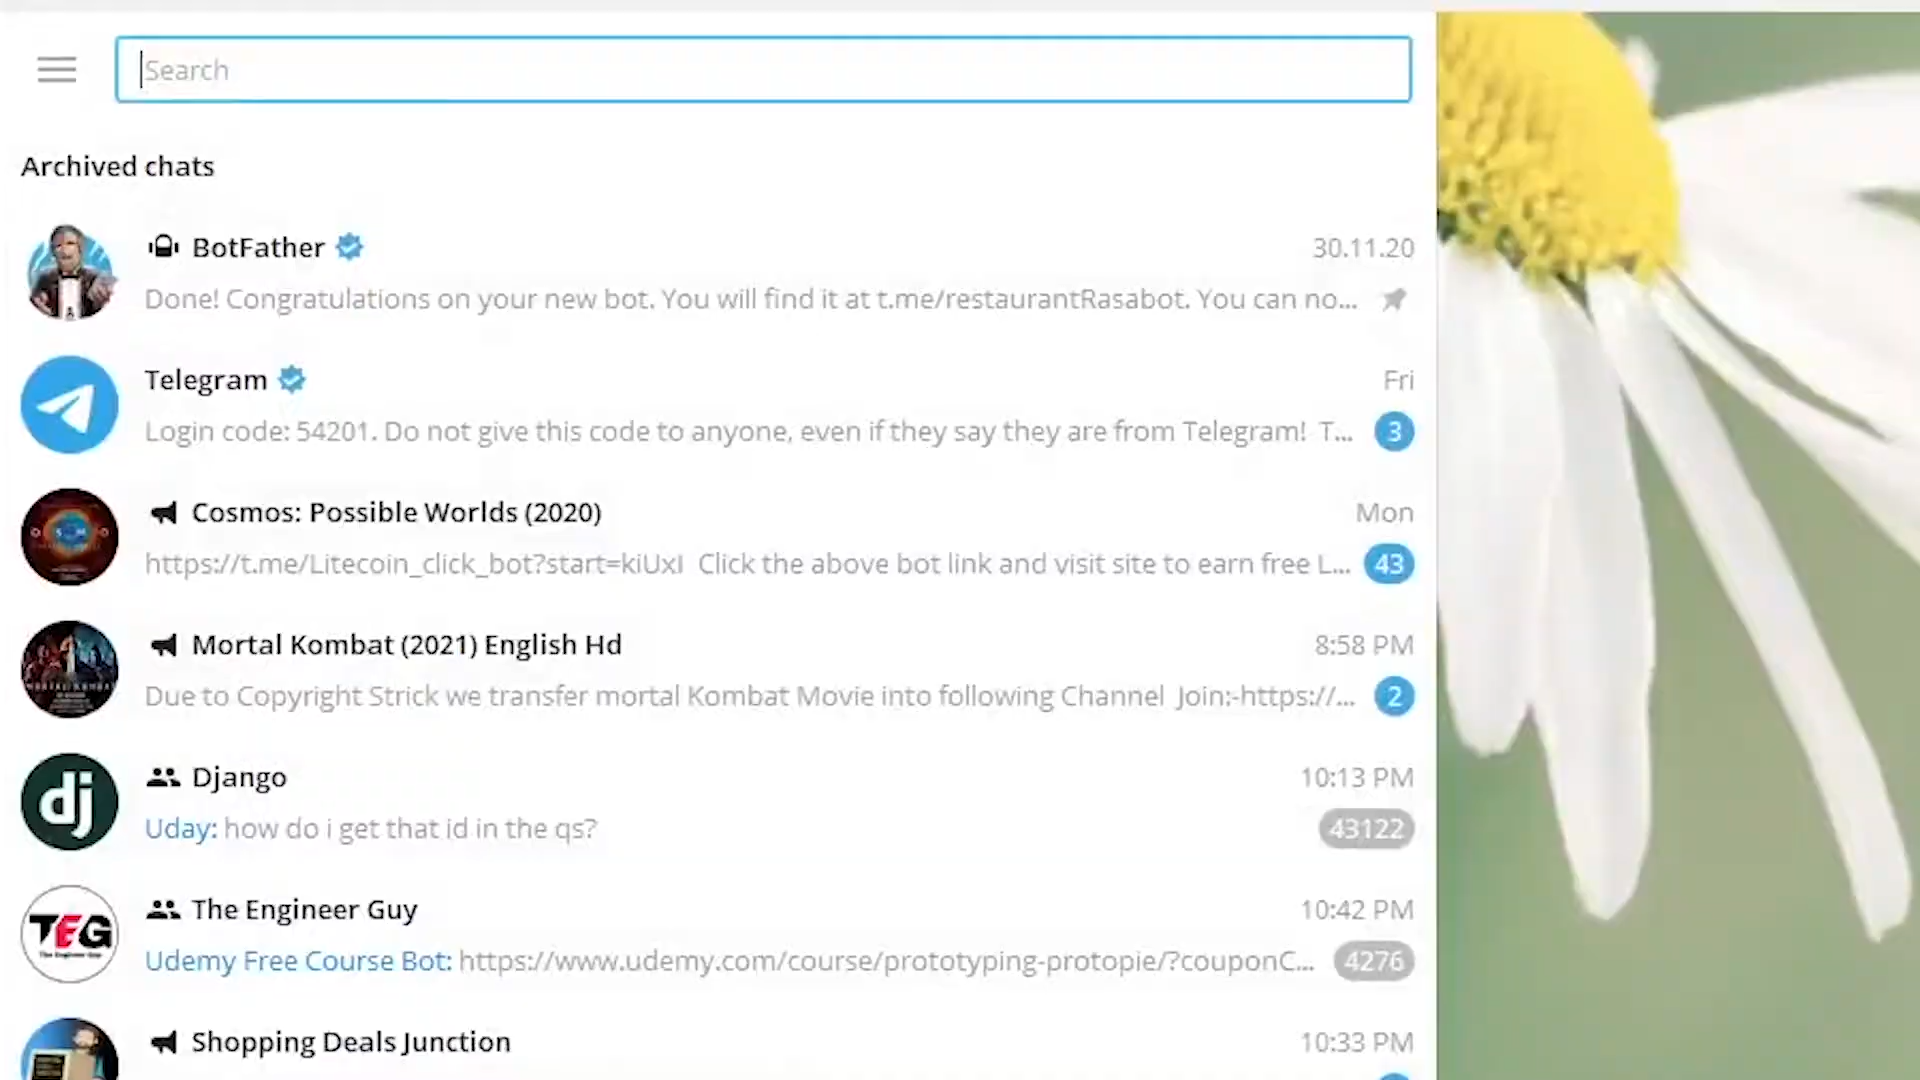 Search
Archived chats
BotFather 30.11.20
Done! Congratulations on your new bot. You will find it at t.me/restaurantRasabot. You can no...
Telegram Fri
Login code: 54201. Do not give this code to anyone, even if they say they are from Telegram! T... 3
Cosmos: Possible Worlds (2020) Mon
https://t.me/Litecoin_click_bot?start=kiUxI Click the above bot link and visit site to earn free L... 43
Mortal Kombat (2021) English Hd 8:58 PM
Due to Copyright Strick we transfer mortal Kombat Movie into following Channel Join:-https://... 2
dj
Django 10:13 PM
Uday: how do i get that id in the qs? 43122
TEG
The Engineer Guy
The Engineer Guy 10:42 PM
Udemy Free Course Bot: https://www.udemy.com/course/prototyping-protopie/?couponC... 4276
Shopping Deals Junction 10:33 PM